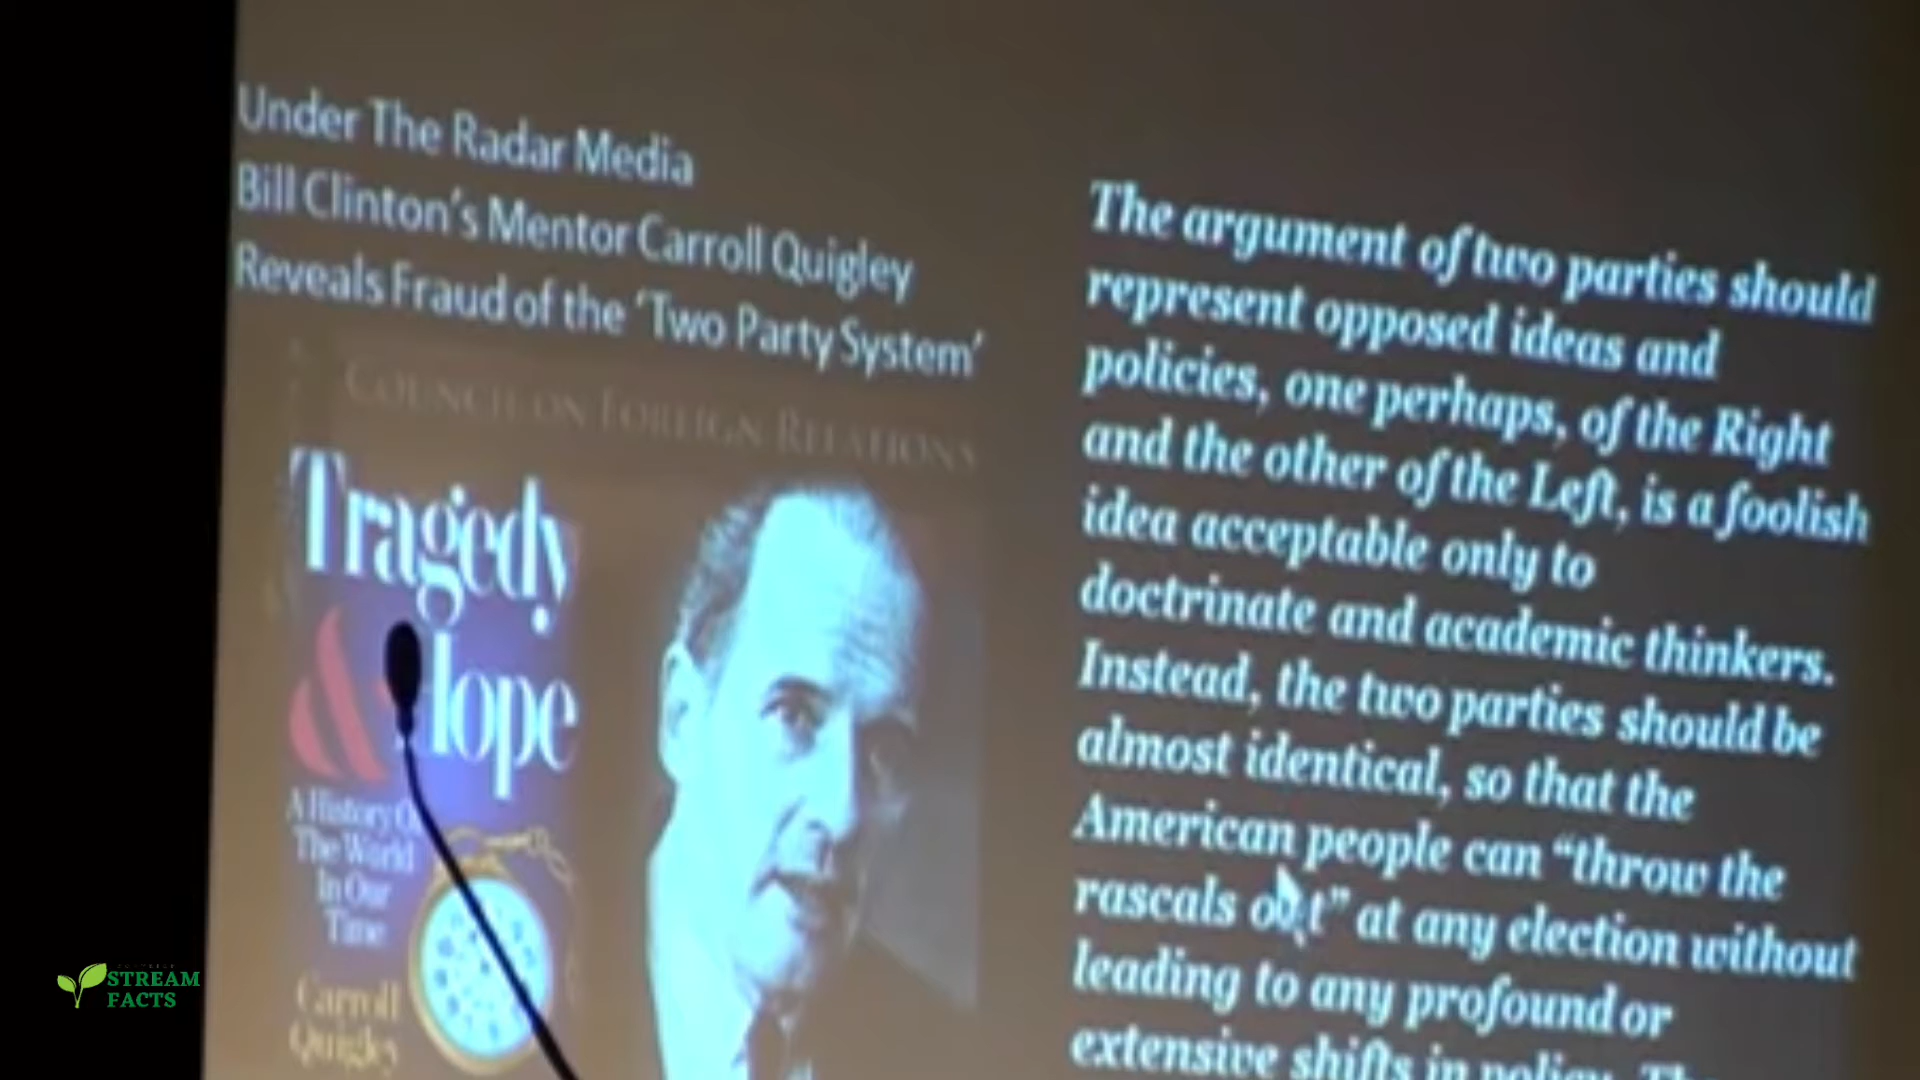 Under The Radar Media
Bill Clinton's Mentor Carroll Quigley
Reveals Fraud of the 'Two Party System'
COUNCIL ON FOREIGN RELATIONS
Tragedy
& Hope
A History Of
The World
In Our
Time
Carroll
Quigley
The argument of two parties should
represent opposed ideas and
policies, one perhaps, of the Right
and the other of the Left, is a foolish
idea acceptable only to
doctrinate and academic thinkers.
Instead, the two parties should be
almost identical, so that the
American people can “throw the
rascals out” at any election without
leading to any profound or
extensive shifts in policy.
STREAM
FACTS